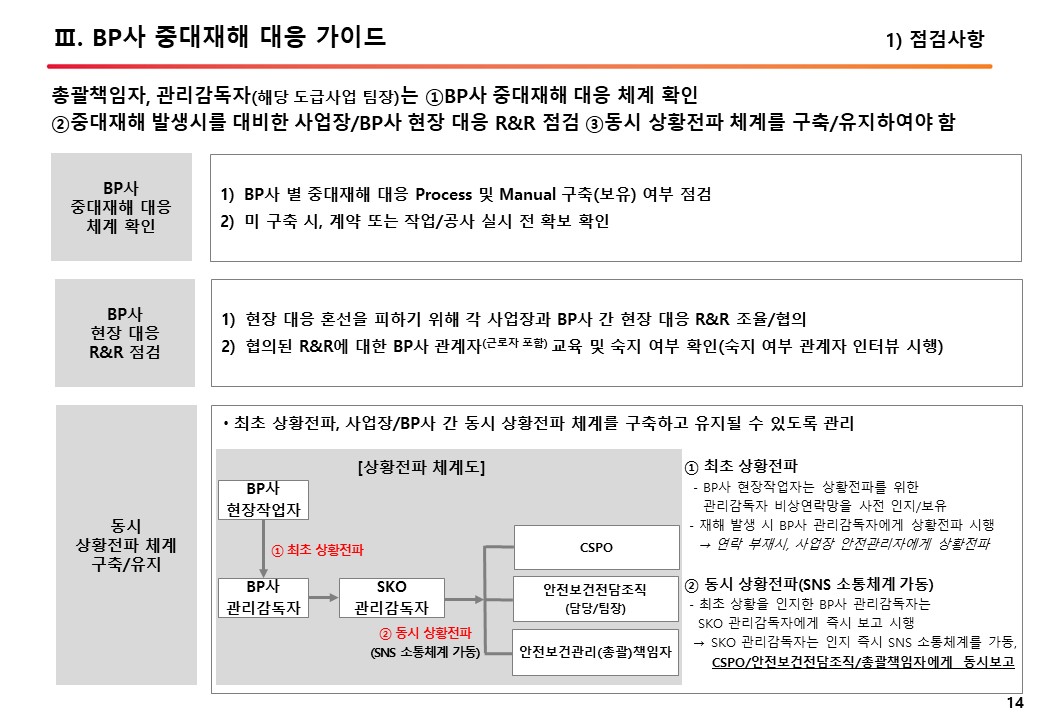 Ⅲ. BP사 중대재해 대응 가이드
1) 점검사항
총괄책임자, 관리감독자(해당 도급사업 팀장)는 ①BP사 중대재해 대응 체계 확인
②중대재해 발생시를 대비한 사업장/BP사 현장 대응 R&R 점검 ③동시 상황전파 체계를 구축/유지하여야 함
BP사
중대재해 대응
체계 확인
1) BP사 별 중대재해 대응 Process 및 Manual 구축(보유) 여부 점검
2) 미 구축 시, 계약 또는 작업/공사 실시 전 확보 확인
BP사
현장 대응
R&R 점검
1) 현장 대응 혼선을 피하기 위해 각 사업장과 BP사 간 현장 대응 R&R 조율/협의
2) 협의된 R&R에 대한 BP사 관계자(근로자 포함) 교육 및 숙지 여부 확인(숙지 여부 관계자 인터뷰 시행)
동시
상황전파 체계
구축/유지
• 최초 상황전파, 사업장/BP사 간 동시 상황전파 체계를 구축하고 유지될 수 있도록 관리
[상황전파 체계도]
BP사
현장작업자
① 최초 상황전파
BP사
관리감독자
SKO
관리감독자
② 동시 상황전파
(SNS 소통체계 가동)
CSPO
안전보건전담조직
(담당/팀장)
안전보건관리(총괄)책임자
① 최초 상황전파
- BP사 현장작업자는 상황전파를 위한
관리감독자 비상연락망을 사전 인지/보유
- 재해 발생 시 BP사 관리감독자에게 상황전파 시행
→ 연락 부재시, 사업장 안전관리자에게 상황전파
② 동시 상황전파(SNS 소통체계 가동)
- 최초 상황을 인지한 BP사 관리감독자는
SKO 관리감독자에게 즉시 보고 시행
→ SKO 관리감독자는 인지 즉시 SNS 소통체계를 가동,
CSPO/안전보건전담조직/총괄책임자에게 동시보고
14